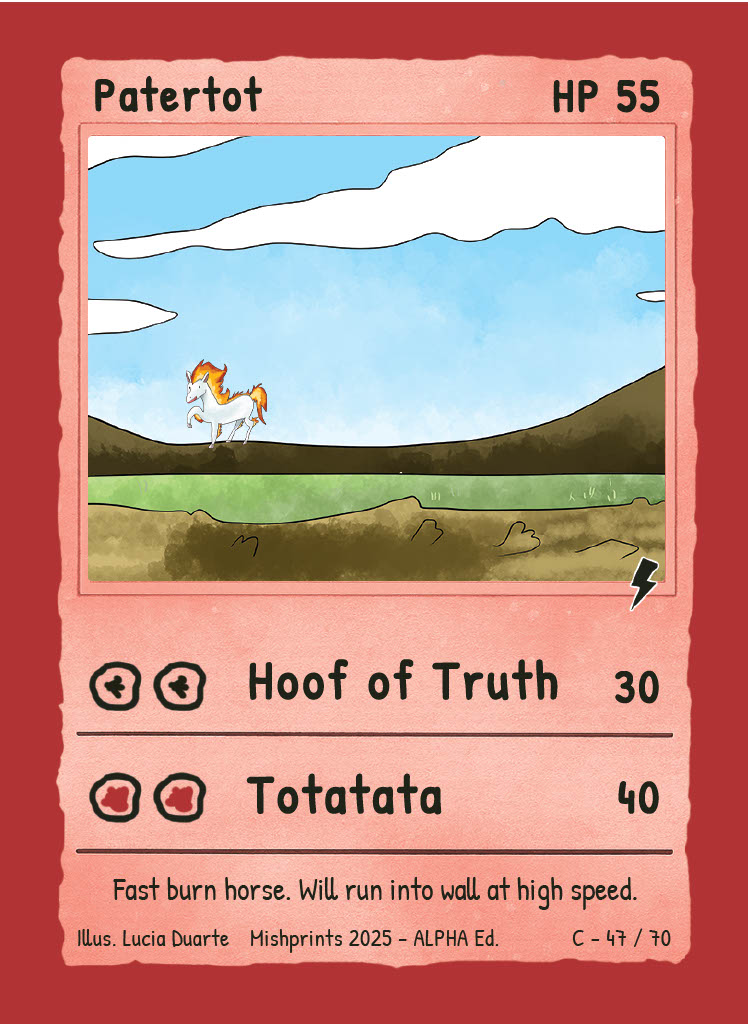 Patertot HP 55
Hoof of Truth 30
Totatata 40
Fast burn horse. Will run into wall at high speed.
Illus. Lucia Duarte Mishprints 2025 - ALPHA Ed. C - 47 / 70